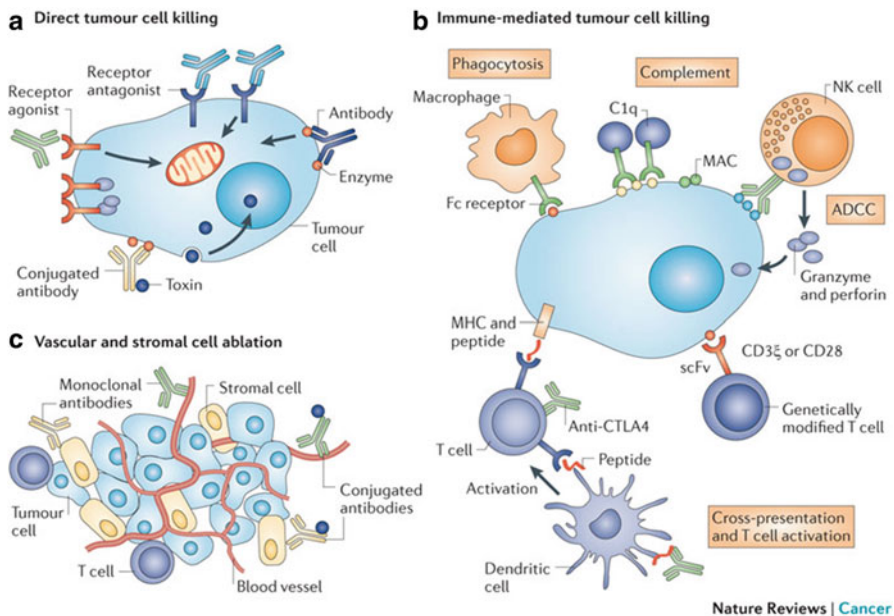 a Direct tumour cell killing
Receptor
antagonist
Receptor
agonist
Antibody
Enzyme
Tumour
cell
Conjugated
antibody
Toxin
b Immune-mediated tumour cell killing
Phagocytosis
Complement
Macrophage
C1q
NK cell
MAC
Fc receptor
ADCC
Granzyme
and perforin
MHC and
peptide
CD3ξ or CD28
scFv
Genetically
modified T cell
Anti-CTLA4
T cell
Peptide
Activation
Cross-presentation
and T cell activation
Dendritic
cell
c Vascular and stromal cell ablation
Monoclonal
antibodies
Stromal cell
Conjugated
antibodies
Tumour
cell
T cell
Blood vessel
Nature Reviews | Cancer